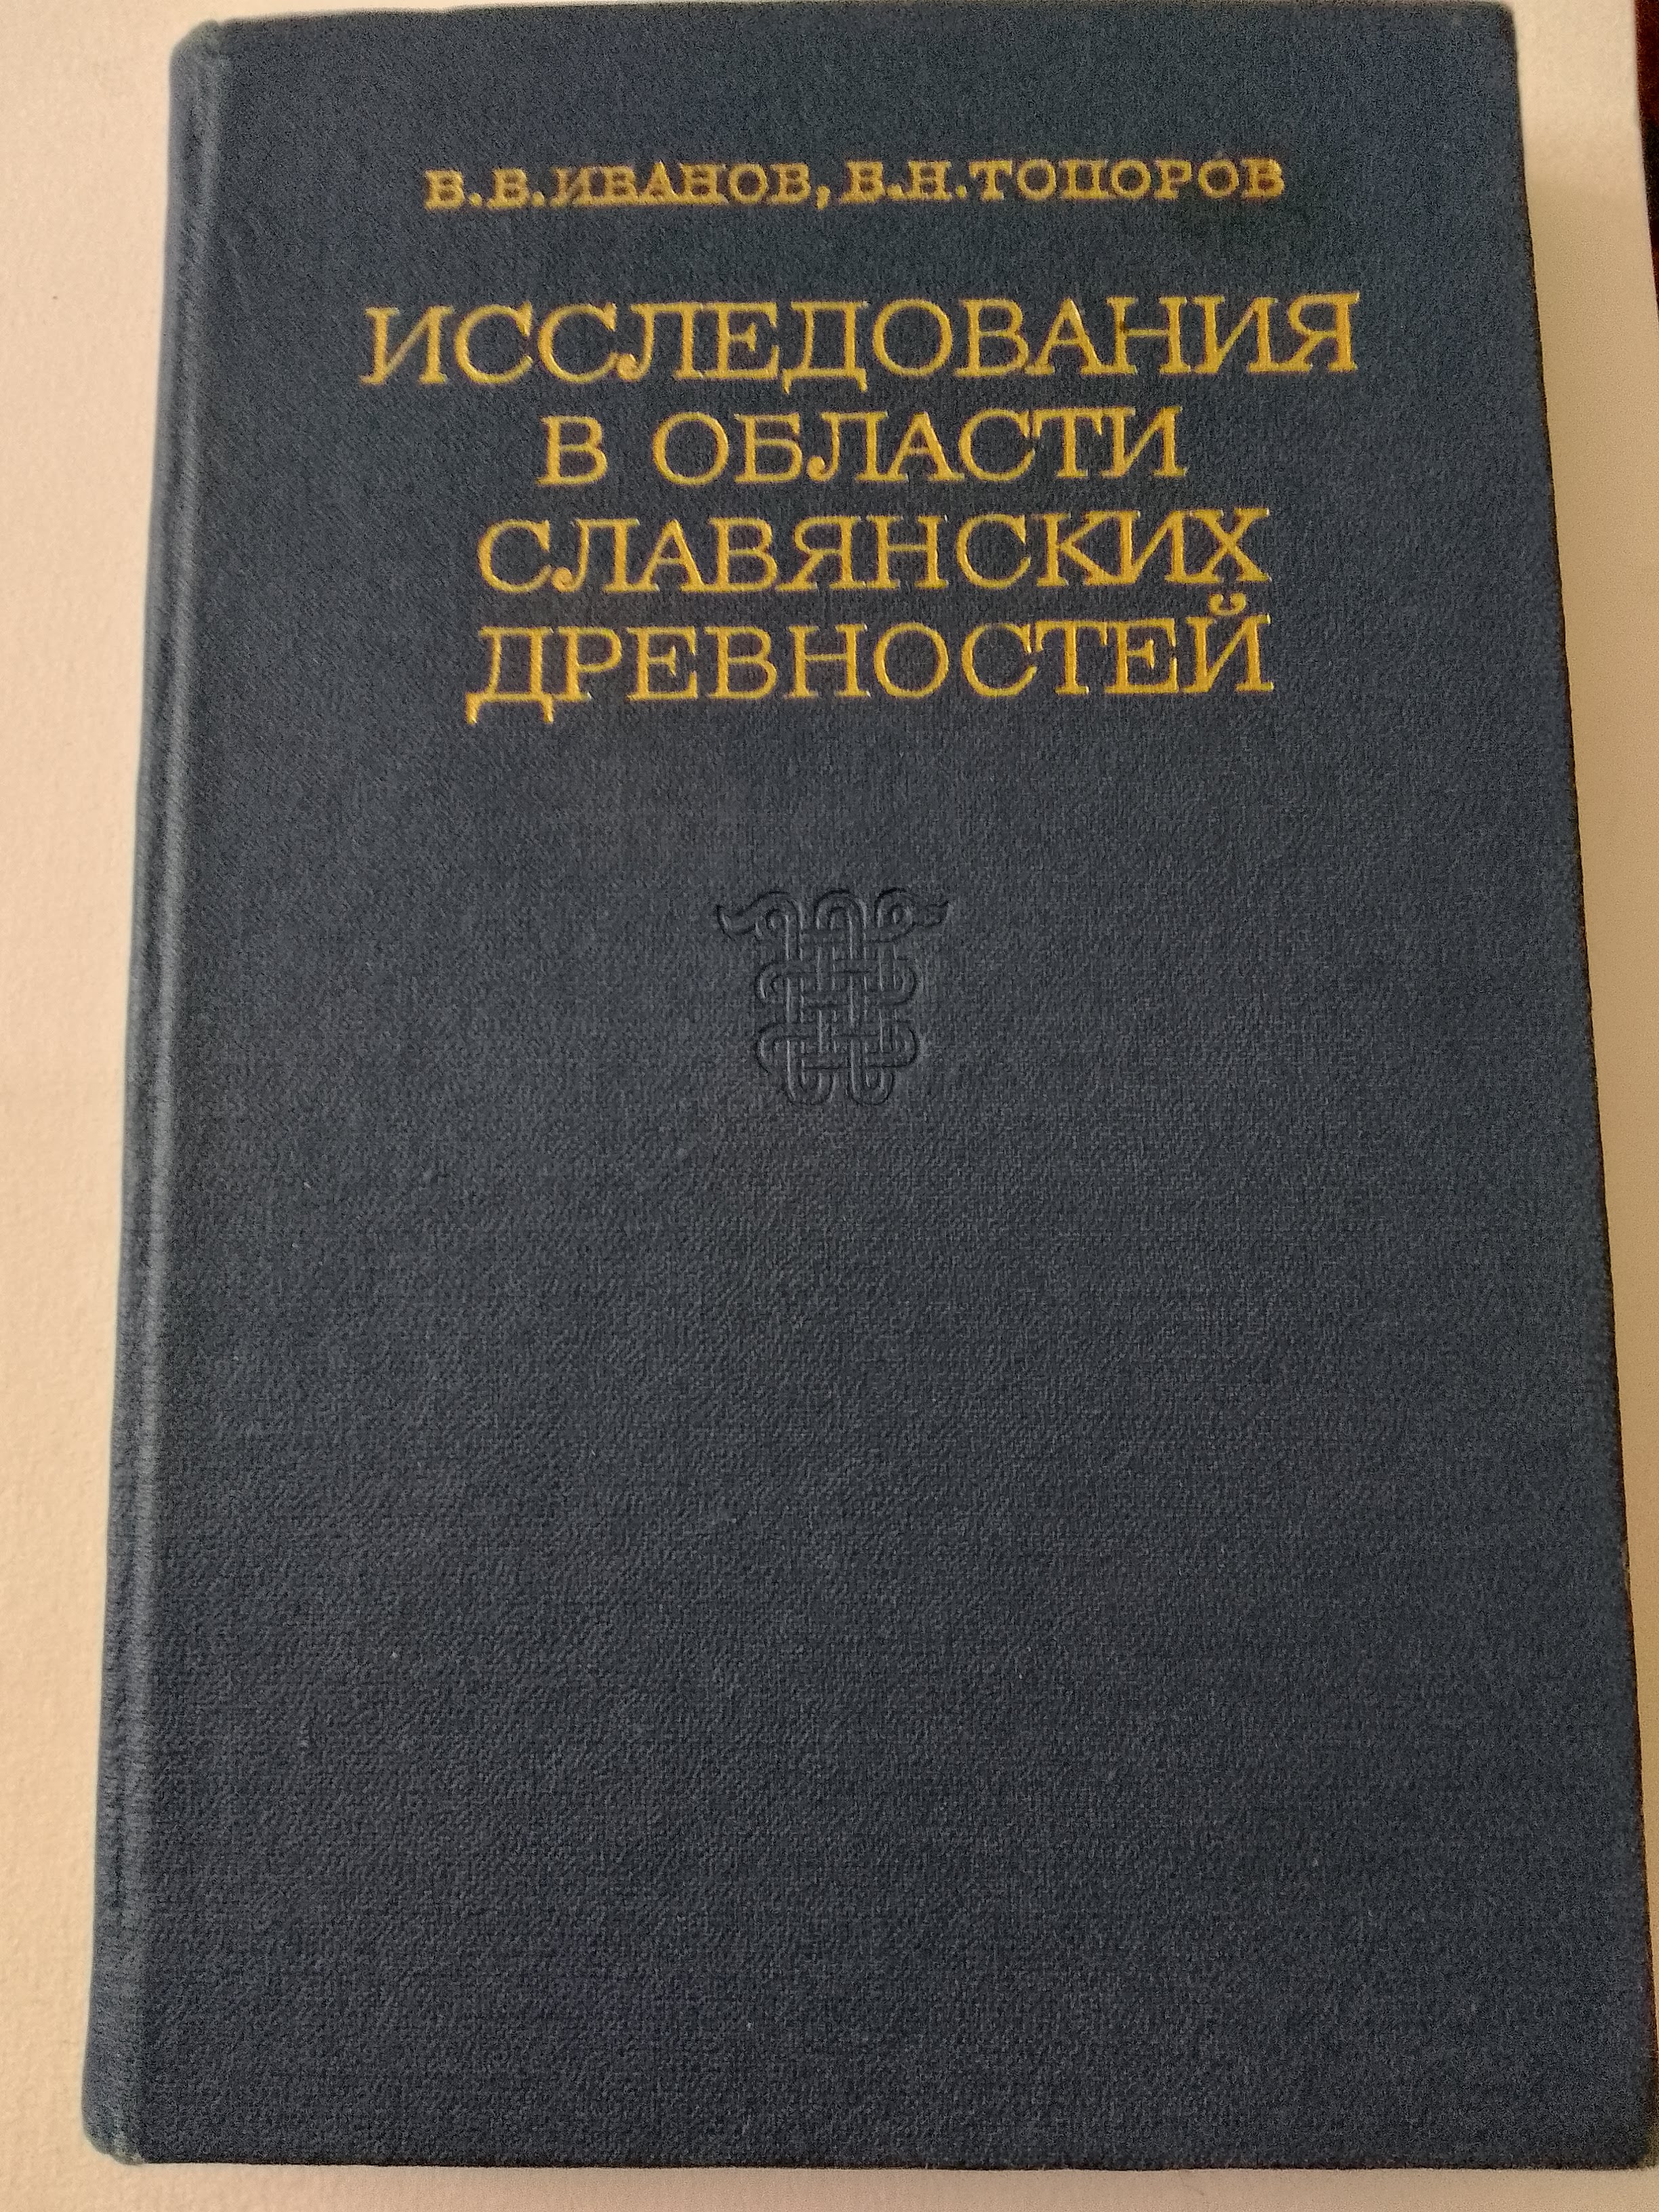 В.В.ИВАНОВ, В.Н.ТОПОРОВ
ИССЛЕДОВАНИЯ
В ОБЛАСТИ
СЛАВЯНСКИХ
ДРЕВНОСТЕЙ